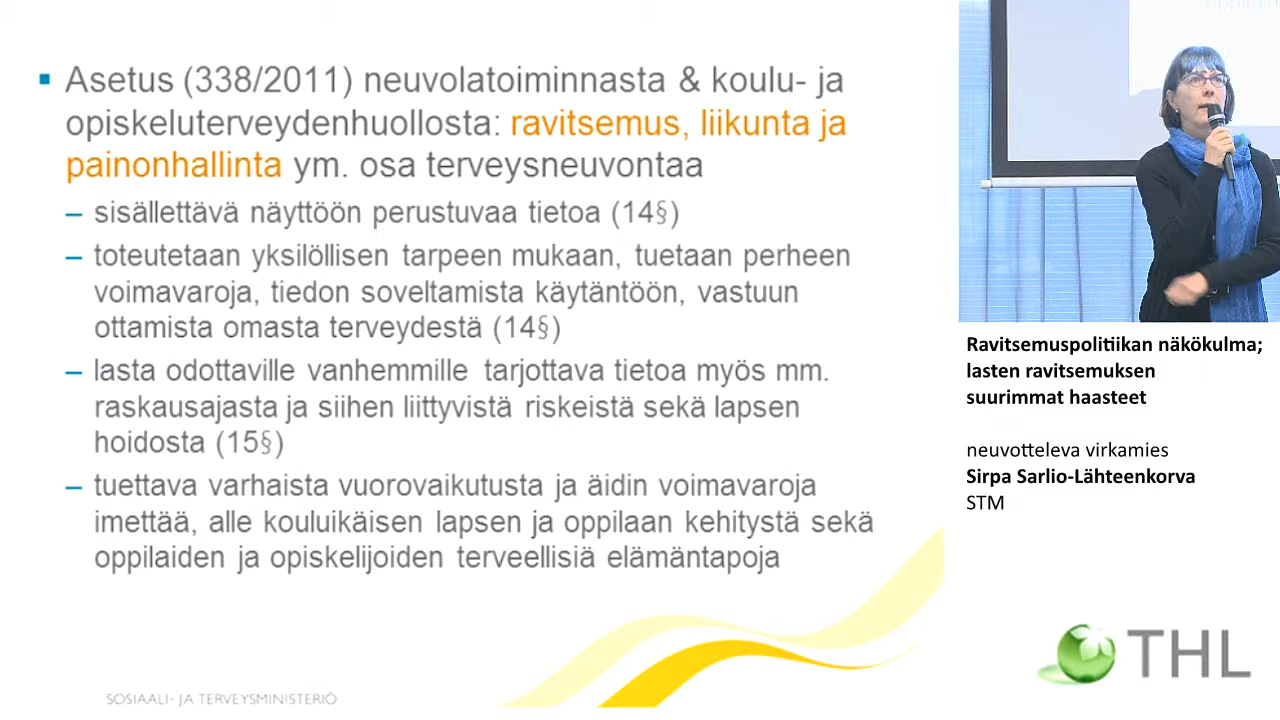 Asetus (338/2011) neuvolatoiminnasta & koulu- ja
opiskeluterveydenhuollosta: ravitsemus, liikunta ja
painonhallinta ym. osa terveysneuvontaa
– sisällettävä näyttöön perustuvaa tietoa (14§)
– toteutetaan yksilöllisen tarpeen mukaan, tuetaan perheen
voimavaroja, tiedon soveltamista käytäntöön, vastuun
ottamista omasta terveydestä (14§)
– lasta odottaville vanhemmille tarjottava tietoa myös mm.
raskausajasta ja siihen liittyvistä riskeistä sekä lapsen
hoidosta (15§)
– tuettava varhaista vuorovaikutusta ja äidin voimavaroja
imettää, alle kouluikäisen lapsen ja oppilaan kehitystä sekä
oppilaiden ja opiskelijoiden terveellisiä elämäntapoja
SOSIAALI- JA TERVEYSMINISTERIÖ
Ravitsemuspolitiikan näkökulma;
lasten ravitsemuksen
suurimmat haasteet
neuvotteleva virkamies
Sirpa Sarlio-Lähteenkorva
STM
THL